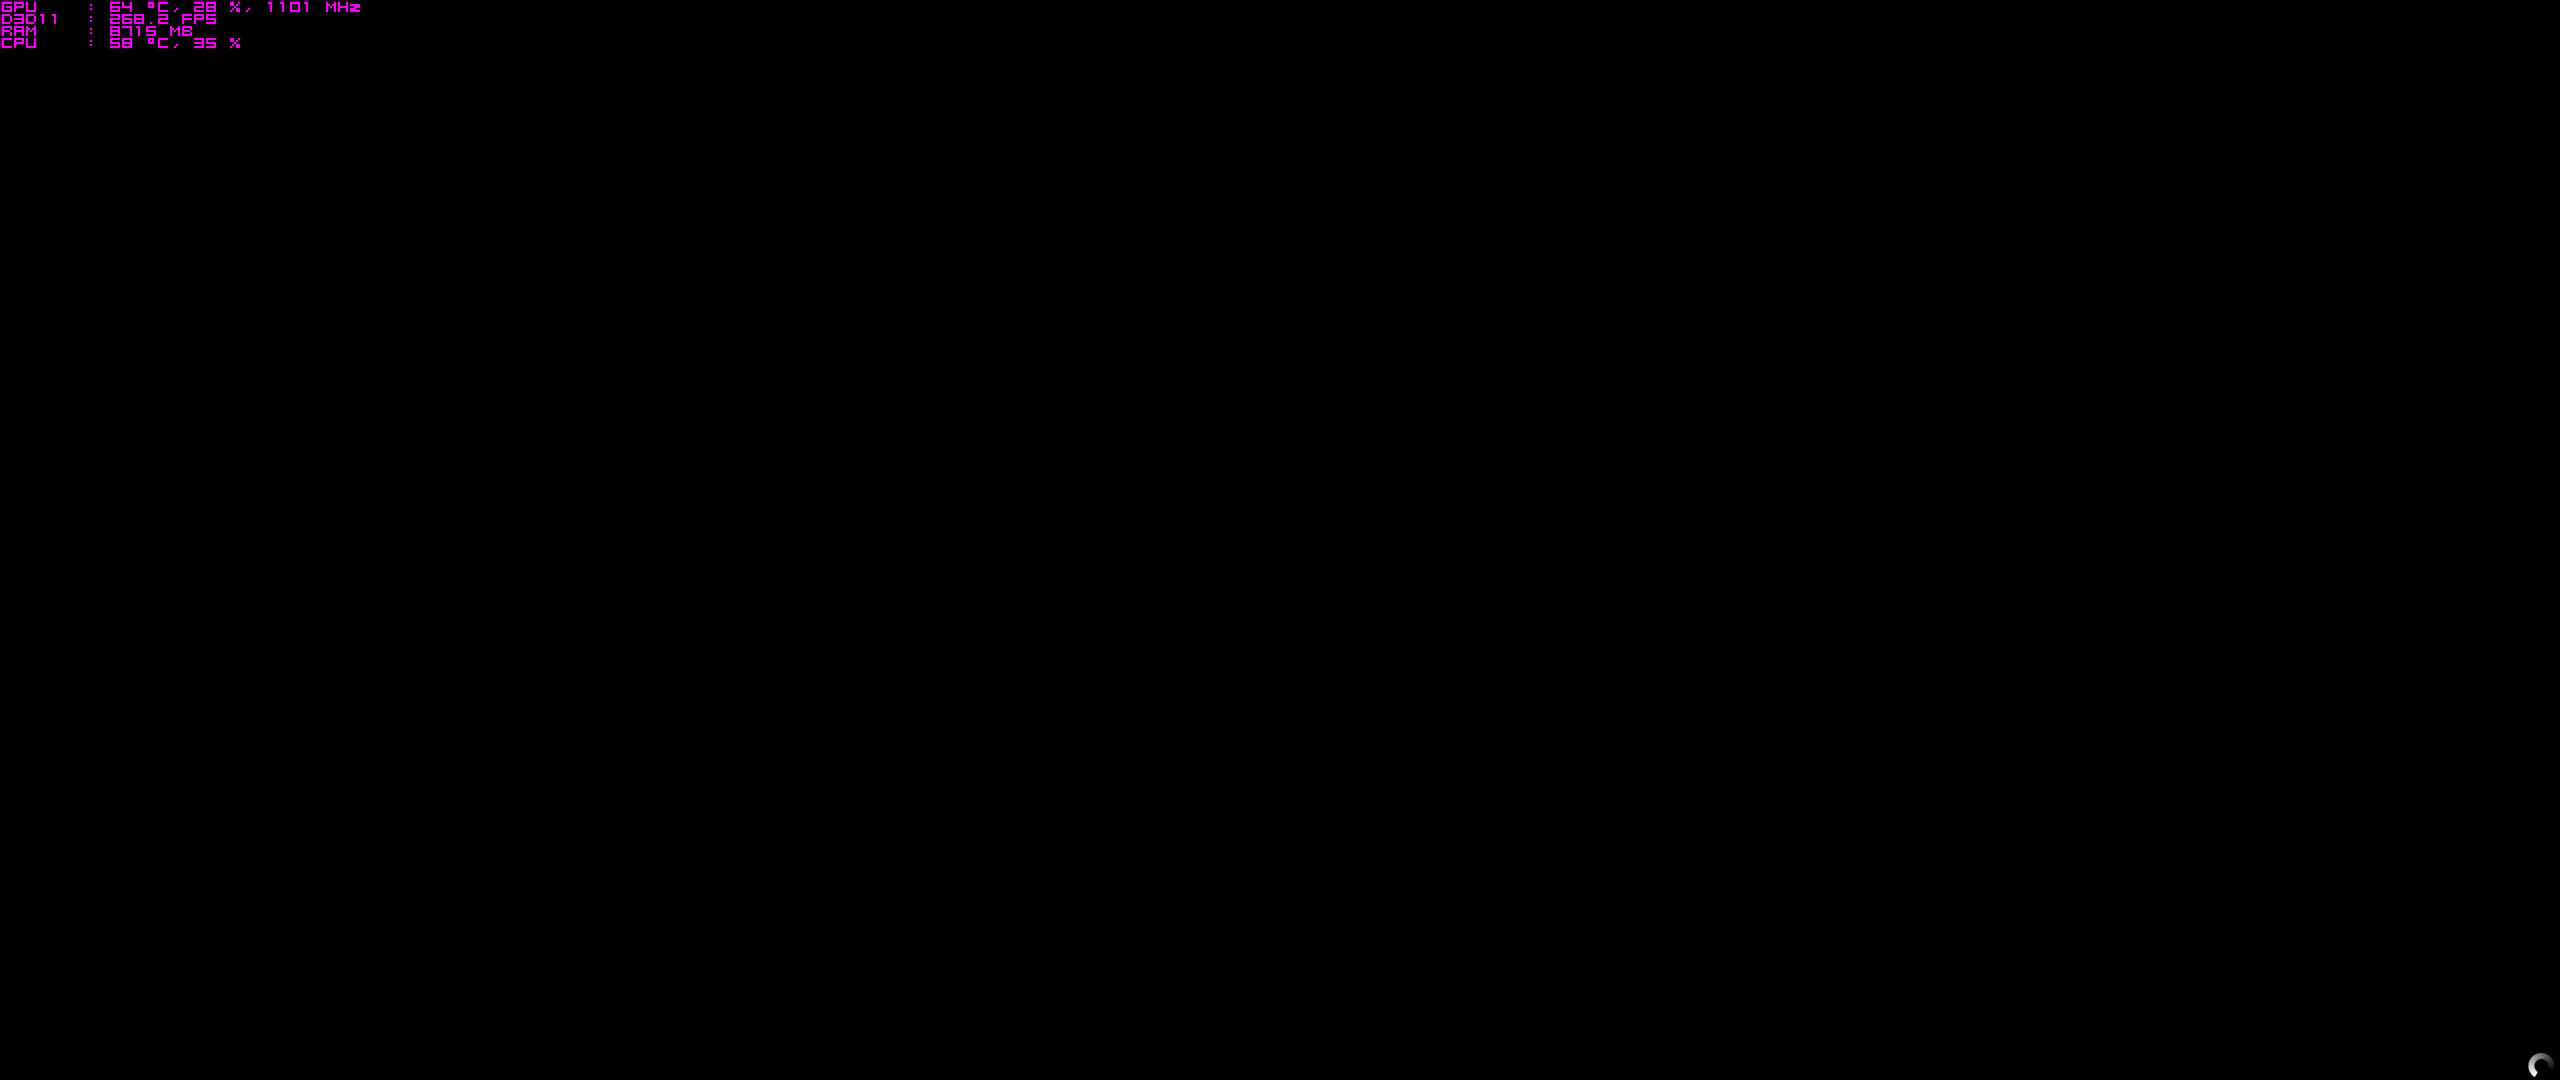 GPU : 64 °C, 28 %, 1101 MHz
D3D11 : 268.2 FPS
RAM : 8715 MB
CPU : 58 °C, 35 %